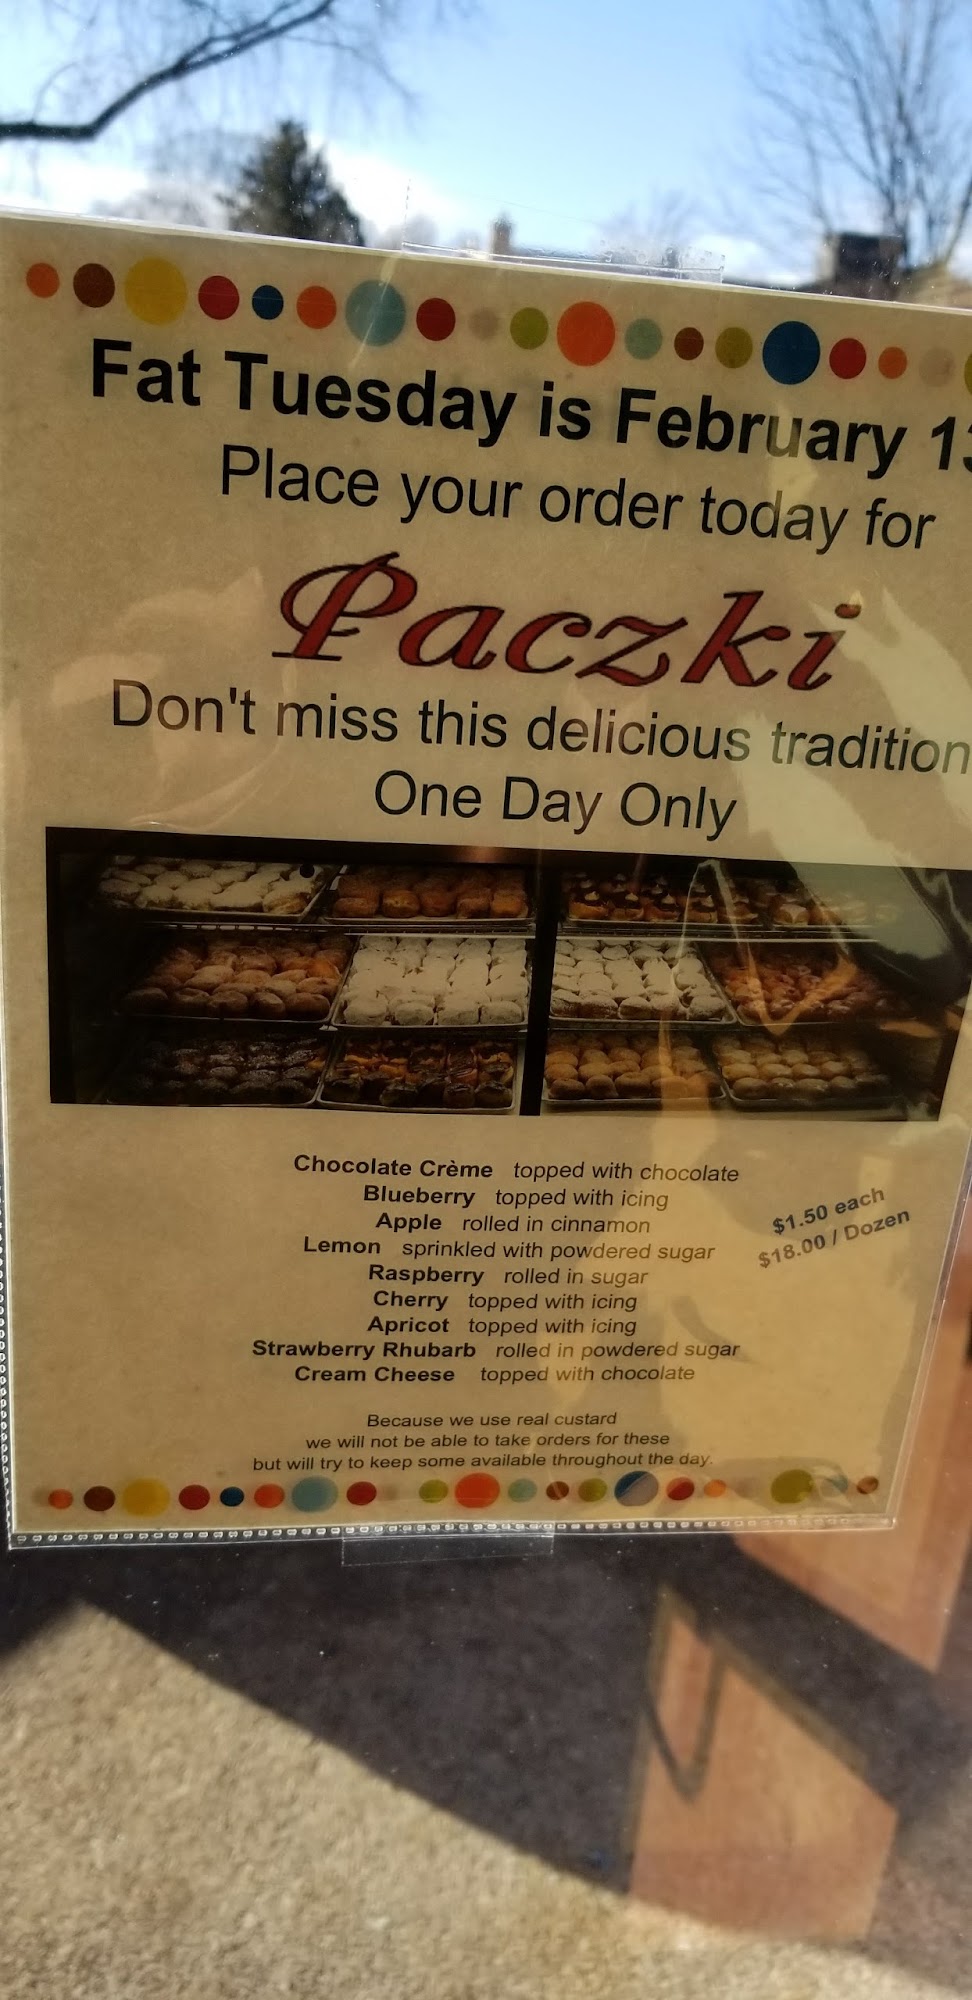 Fat Tuesday is February 13
Place your order today for
Paczki
Don't miss this delicious tradition
One Day Only
Chocolate Crème topped with chocolate
Blueberry topped with icing
Apple rolled in cinnamon
$1.50 each
Lemon sprinkled with powdered sugar
$18.00 / Dozen
Raspberry rolled in sugar
Cherry topped with icing
Apricot topped with icing
Strawberry Rhubarb rolled in powdered sugar
Cream Cheese topped with chocolate
Because we use real custard
we will not be able to take orders for these
but will try to keep some available throughout the day.